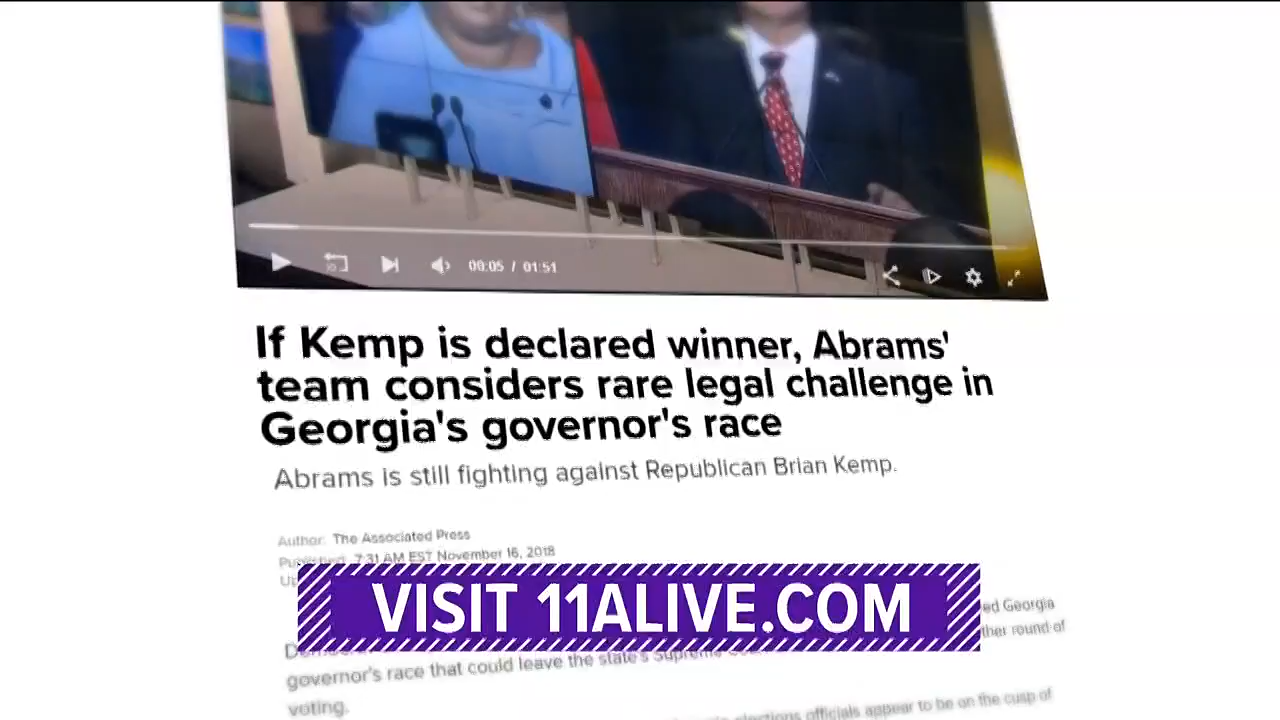 00:05 / 01:51
If Kemp is declared winner, Abrams'
team considers rare legal challenge in
Georgia's governor's race
Abrams is still fighting against Republican Brian Kemp.
Author: The Associated Press
Published: 7:31 AM EST November 16, 2018
ed Georgia
VISIT 11ALIVE.COM
ther round of
governor's race that could leave the state's Supreme
voting.
elections officials appear to be on the cusp of